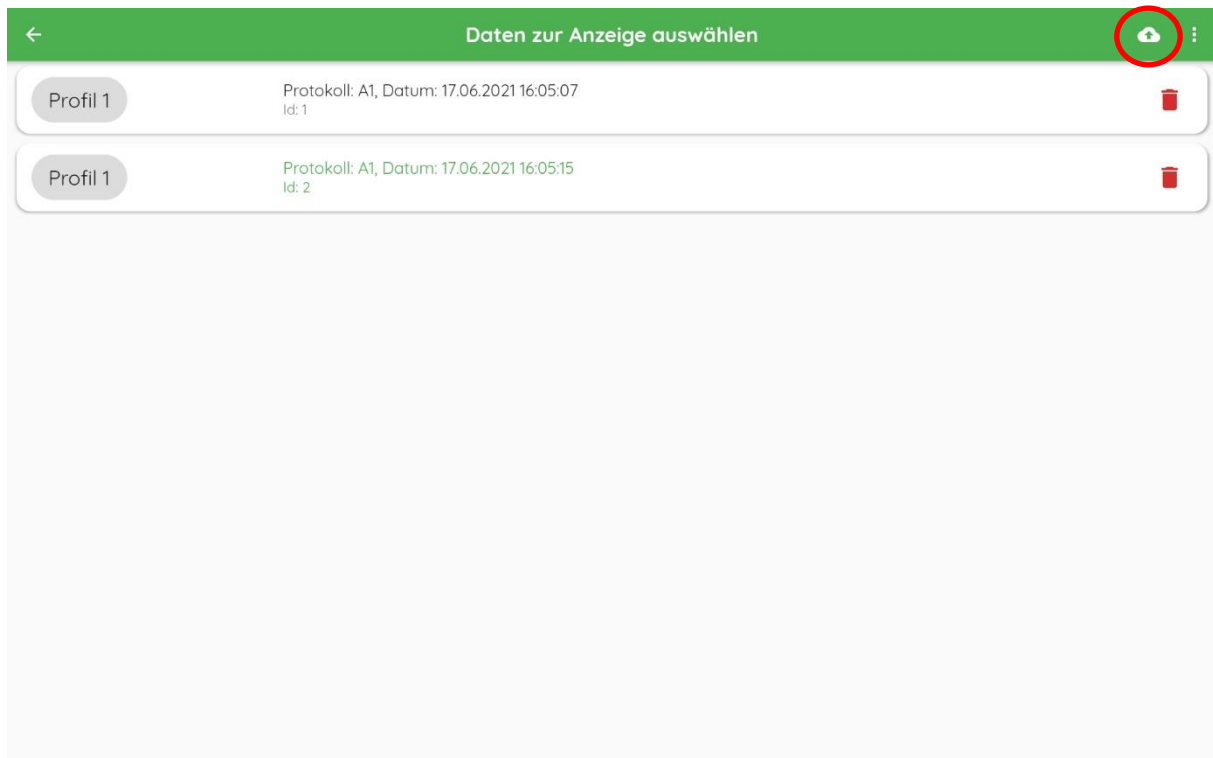 Daten zur Anzeige auswählen
Profil 1
Protokoll: A1, Datum: 17.06.2021 16:05:07
Id: 1
Profil 1
Protokoll: A1, Datum: 17.06.2021 16:05:15
Id: 2